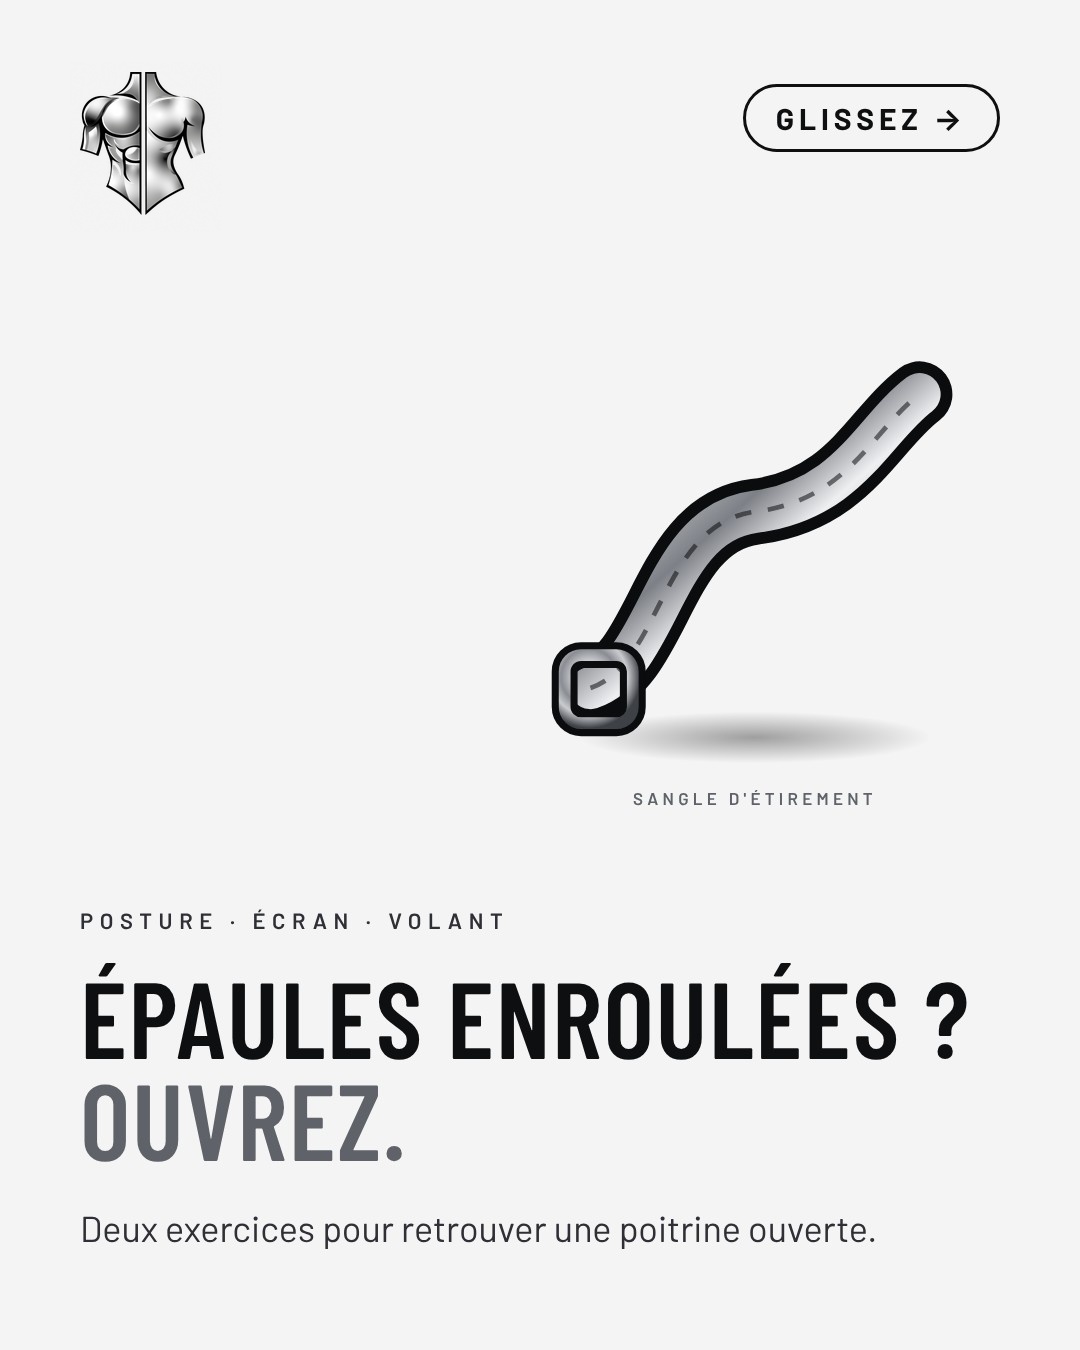 GLISSEZ →
SANGLE D'ÉTIREMENT
POSTURE · ÉCRAN · VOLANT
ÉPAULES ENROULÉES ?
OUVREZ.
Deux exercices pour retrouver une poitrine ouverte.